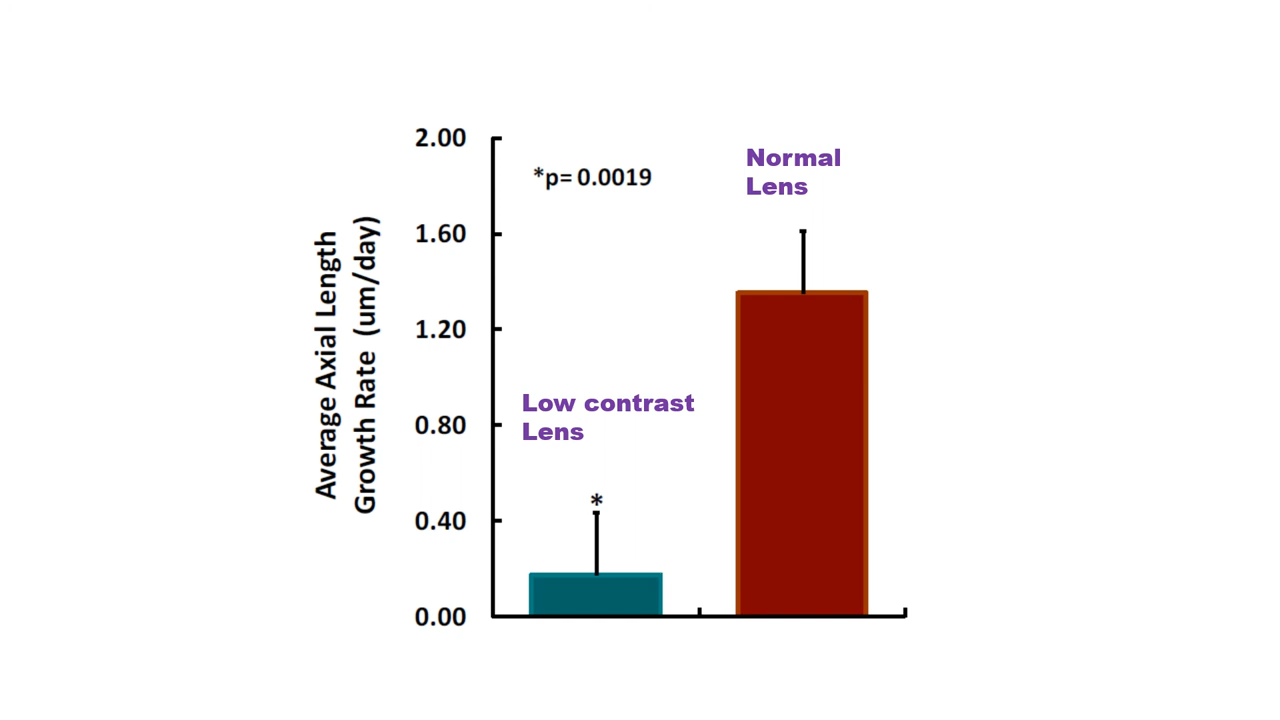 2.00
1.60
1.20
0.80
0.40
0.00
Average Axial Length
Growth Rate (um/day)
*p= 0.0019
Normal
Lens
Low contrast
Lens
*